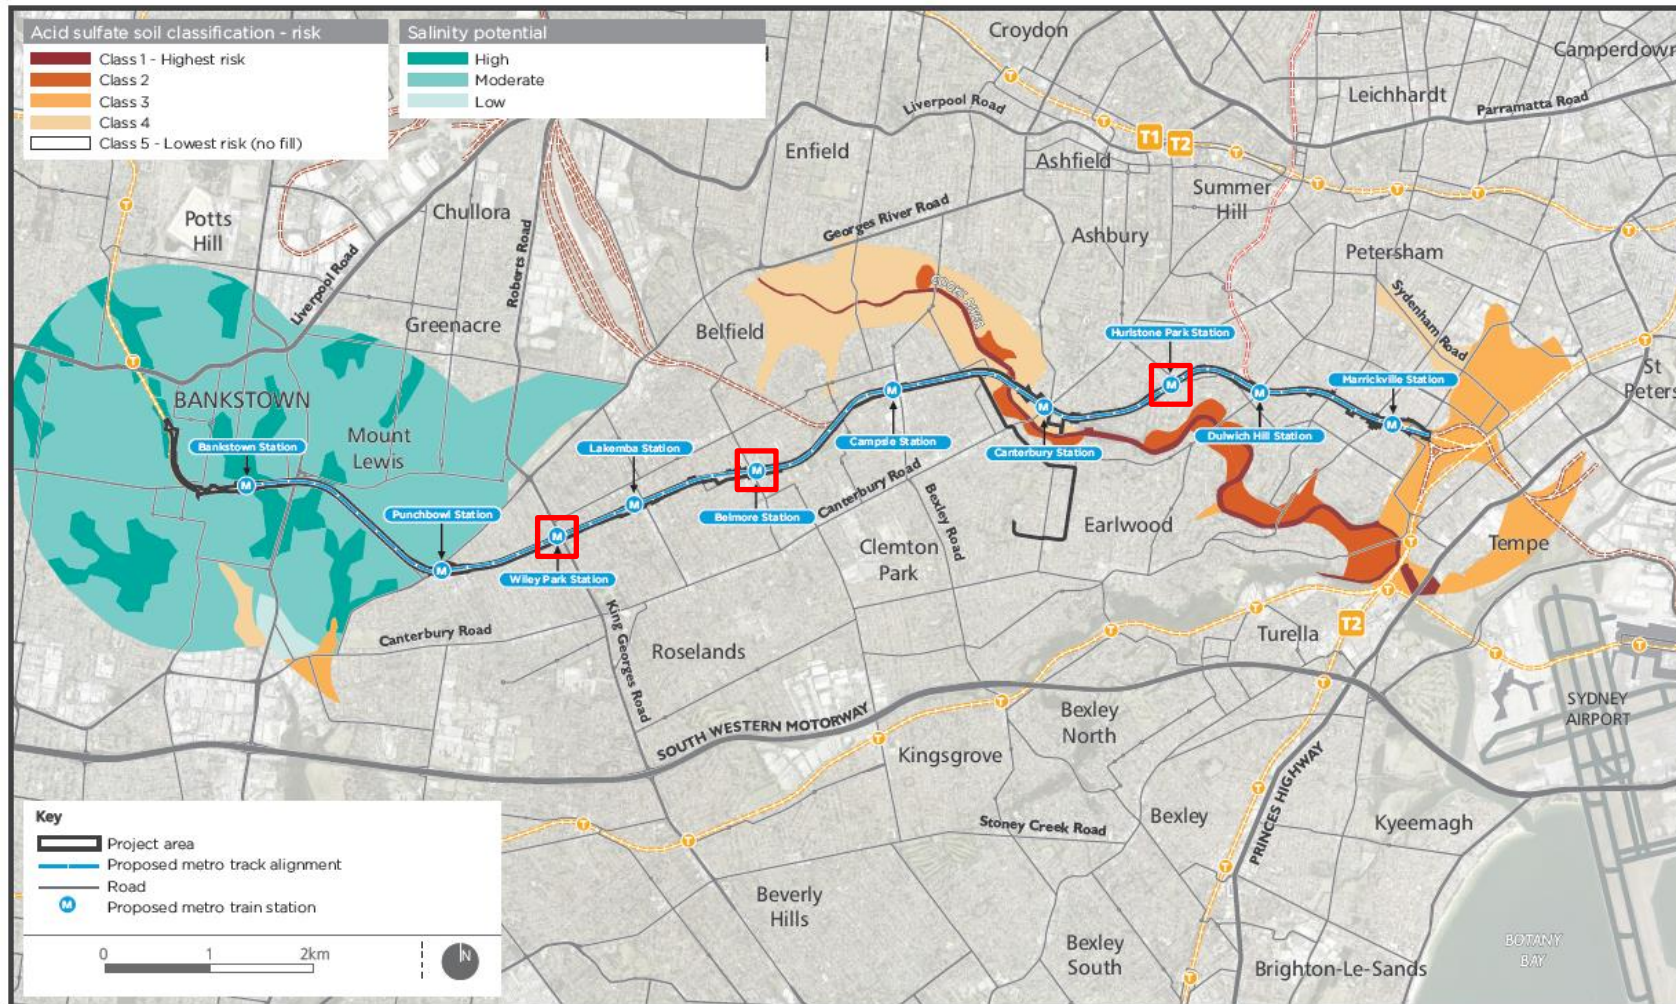 Acid sulfate soil classification - risk
Class 1 - Highest risk
Class 2
Class 3
Class 4
Class 5 - Lowest risk (no fill)
Salinity potential
High
Moderate
Low
Croydon
Camperdown
Leichhardt
Parramatta Road
Liverpool Road
T1
T2
Enfield
Ashfield
Summer
Hill
Potts
Hill
Chullora
Georges River Road
Ashbury
Petersham
Roberts Road
Liverpool Road
COOKS RIVER
Sydenham Road
Greenacre
Belfield
Hurlstone Park Station
St
Peters
Marrickville Station
BANKSTOWN
Mount
Lewis
Bankstown Station
Lakemba Station
Campsie Station
Canterbury Station
Dulwich Hill Station
Punchbowl Station
Belmore Station
Canterbury Road
Bexley Road
Earlwood
Clemton
Park
Tempe
Wiley Park Station
King Georges Road
Canterbury Road
Roselands
T2
Turella
SOUTH WESTERN MOTORWAY
Bexley
North
SYDNEY
AIRPORT
Kingsgrove
PRINCES HIGHWAY
Stoney Creek Road
Bexley
Kyeemagh
Beverly
Hills
Bexley
South
Brighton-Le-Sands
BOTANY
BAY
Key
Project area
Proposed metro track alignment
Road
M
Proposed metro train station
0 1 2km
N